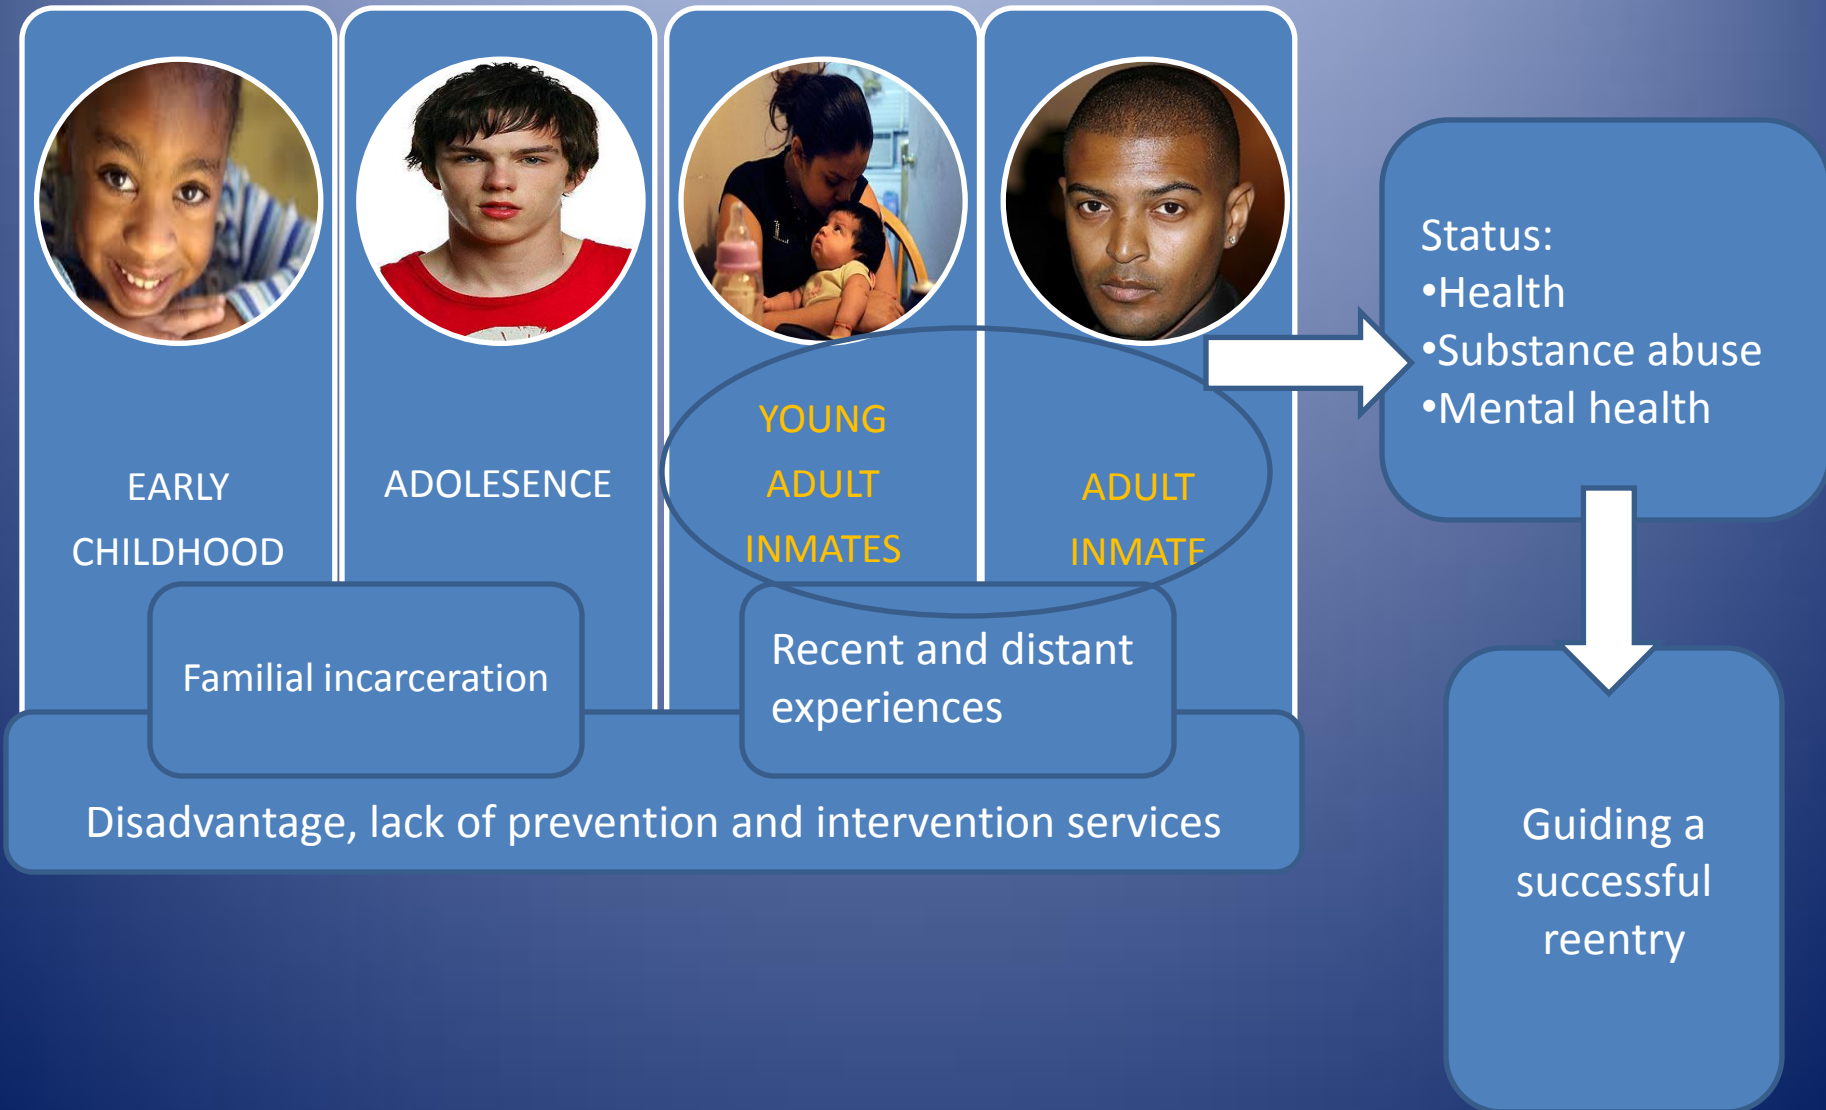 EARLY
CHILDHOOD
ADOLESENCE
YOUNG
ADULT
INMATES
ADULT
INMATE
Familial incarceration
Recent and distant
experiences
Disadvantage, lack of prevention and intervention services
Status:
•Health
•Substance abuse
•Mental health
Guiding a
successful
reentry